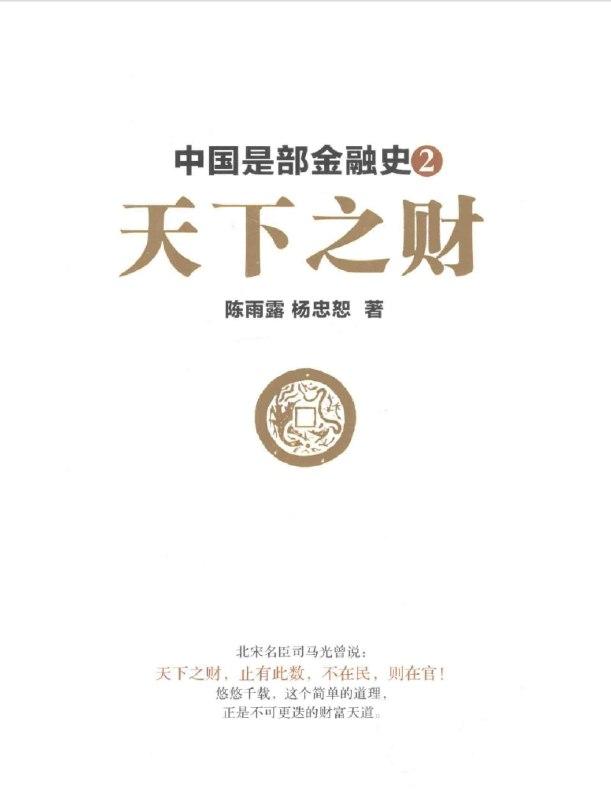 中国是部金融史2
天下之财
陈雨露 杨忠恕 著
北宋名臣司马光曾说：
天下之财，止有此数，不在民，则在官！
悠悠千载，这个简单的道理，
正是不可更迭的财富天道。